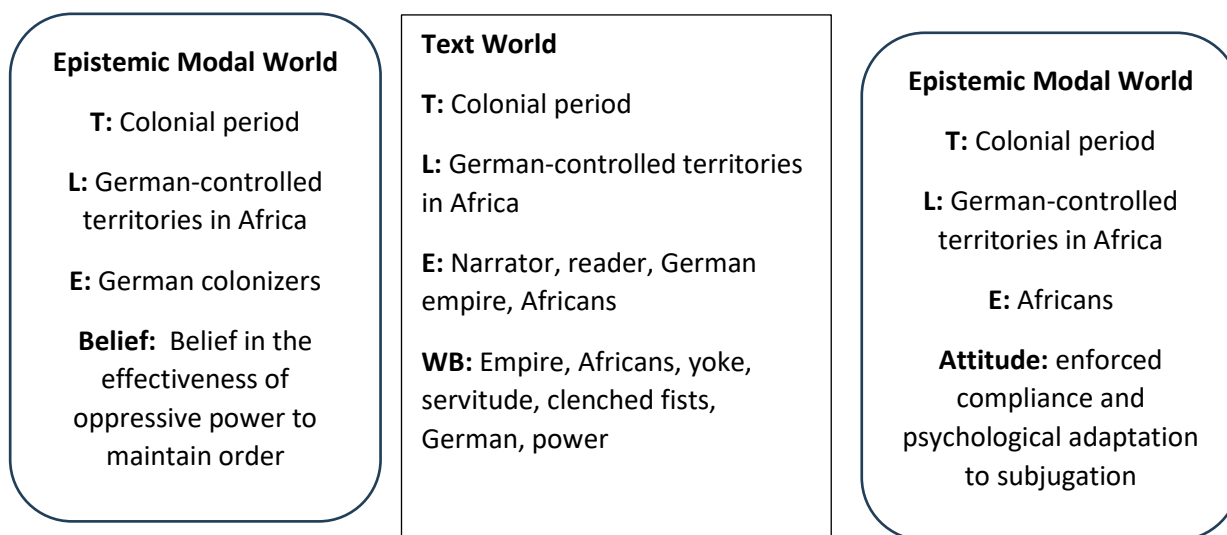 Epistemic Modal World
T: Colonial period
L: German-controlled
territories in Africa
E: German colonizers
Belief: Belief in the
effectiveness of
oppressive power to
maintain order
Text World
T: Colonial period
L: German-controlled territories
in Africa
E: Narrator, reader, German
empire, Africans
WB: Empire, Africans, yoke,
servitude, clenched fists,
German, power
Epistemic Modal World
T: Colonial period
L: German-controlled
territories in Africa
E: Africans
Attitude: enforced
compliance and
psychological adaptation
to subjugation